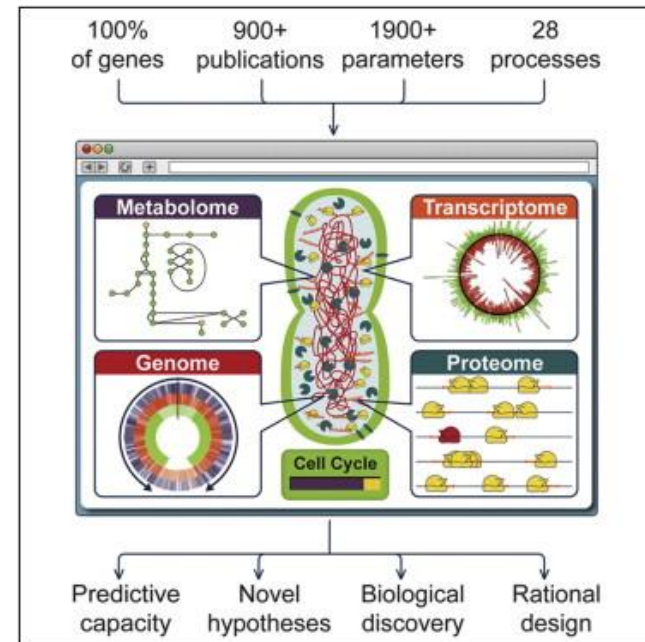 100%
of genes
900+
publications
1900+
parameters
28
processes
Metabolome
Transcriptome
Genome
Proteome
Cell Cycle
Predictive
capacity
Novel
hypotheses
Biological
discovery
Rational
design